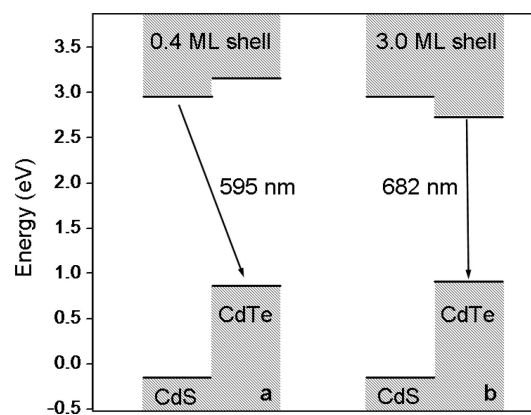 0.4 ML shell
3.0 ML shell
3.5
3.0
2.5
2.0
1.5
1.0
0.5
0.0
-0.5
Energy (eV)
595 nm
682 nm
CdTe
CdTe
CdS
a
CdS
b